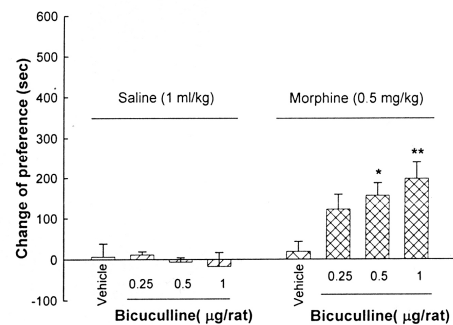 600
500
400
300
200
100
0
-100
Change of preference (sec)
Saline (1 ml/kg)
Morphine (0.5 mg/kg)
*
**
Vehicle
0.25
0.5
1
Vehicle
0.25
0.5
1
Bicuculline( μg/rat)
Bicuculline( μg/rat)